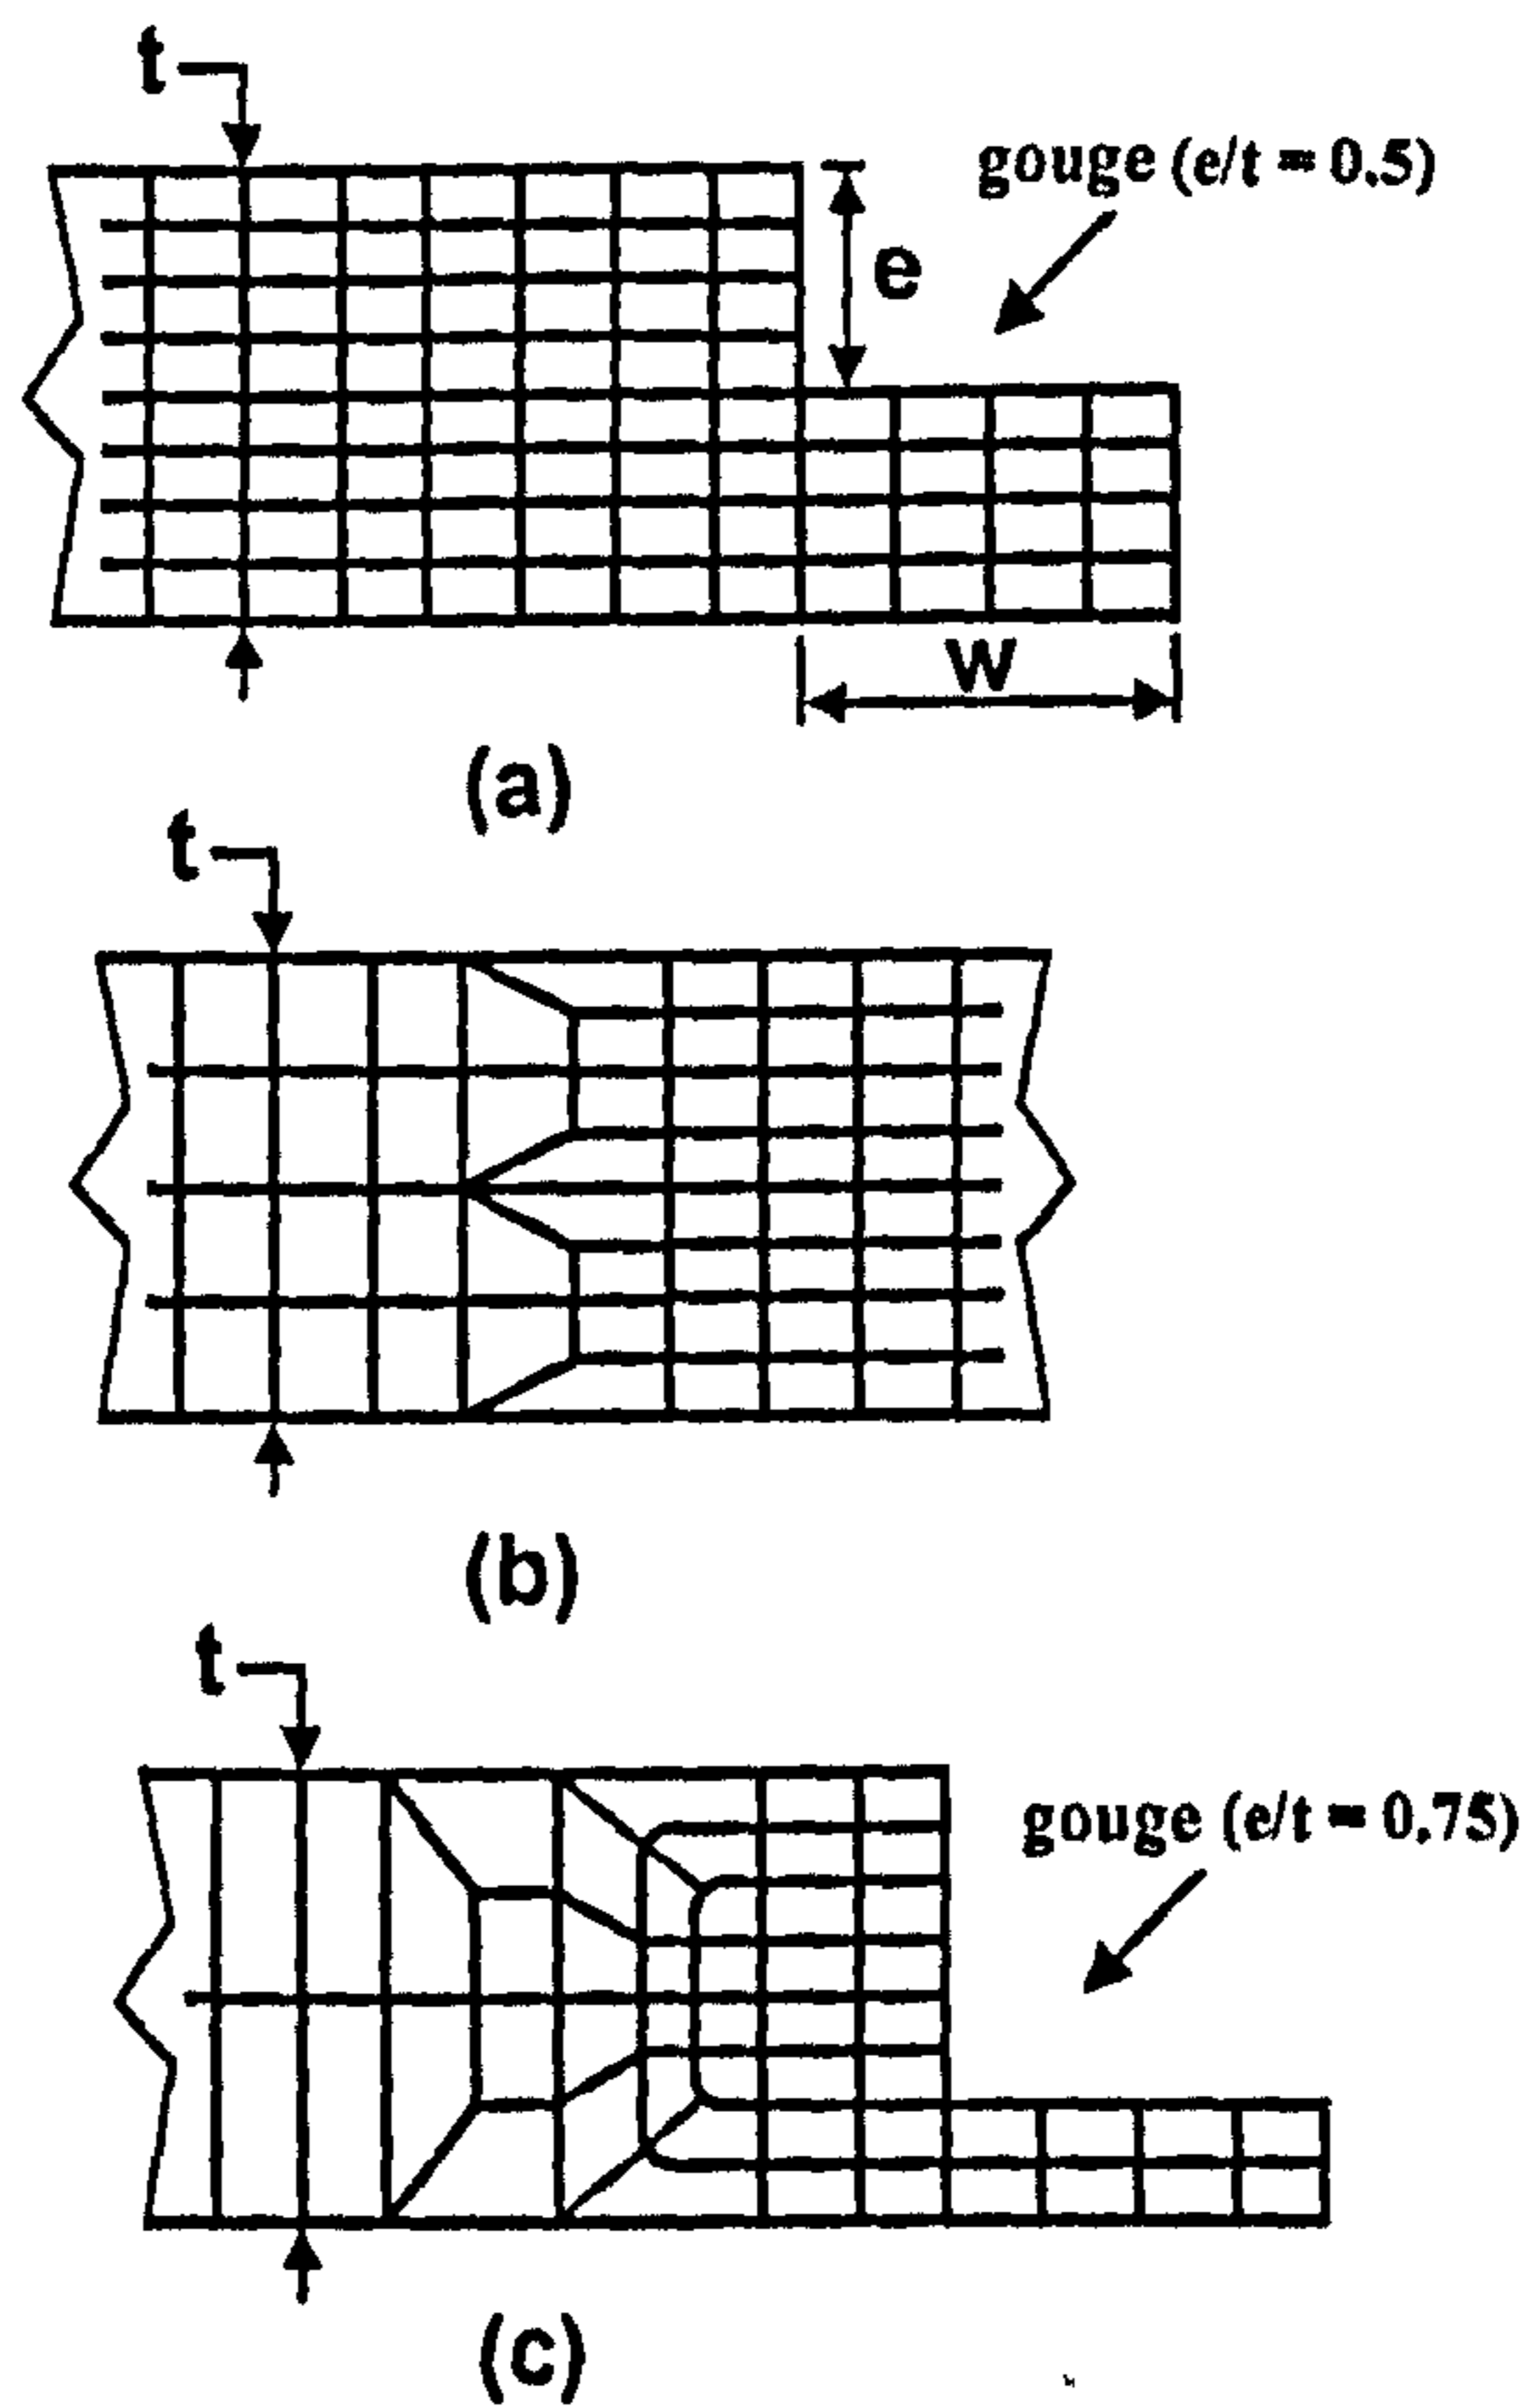 t
gouge (e/t = 0.5)
e
w
(a)
t
(b)
t
gouge (e/t = 0.75)
(c)